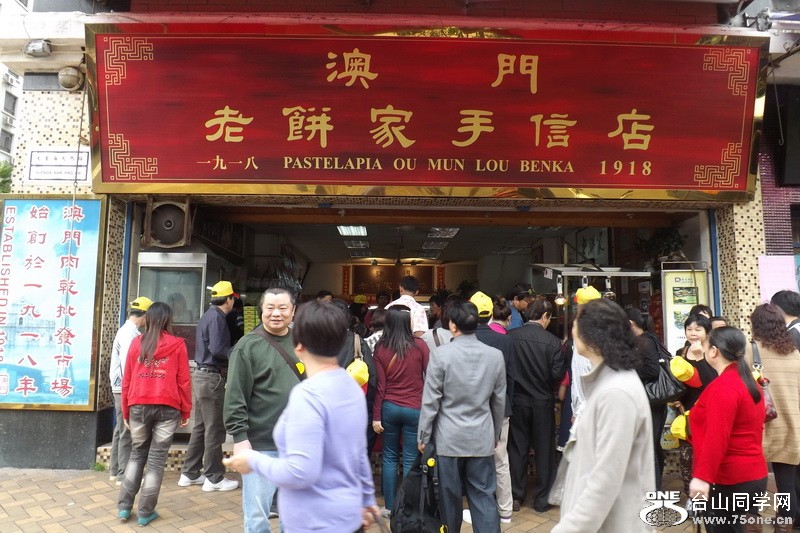 澳門
老餅家手信店
一九一八 PASTELAPIA OU MUN LOU BENKA 1918
澳門肉乾批發市場
始創於一九一八年
ESTABLISHED IN 1918
ONE 台山同学网
www.75one.cn